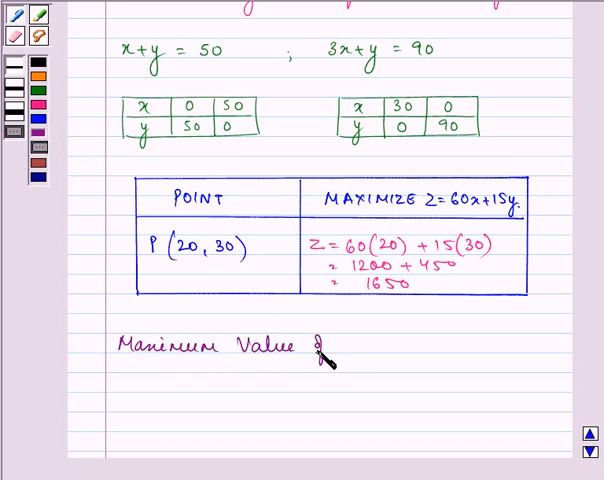 x+y = 50 ; 3x+y = 90
x 0 50
y 50 0
x 30 0
y 0 90
POINT MAXIMIZE Z=60x+15y.
P (20, 30) Z = 60(20) + 15(30)
= 1200 + 450
= 1650
Maximum Value of